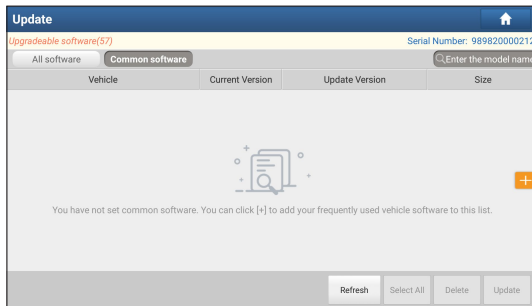 Update
Upgradeable software(57)
Serial Number: 989820000212
All software
Common software
Enter the model name
Vehicle
Current Version
Update Version
Size
You have not set common software. You can click [+] to add your frequently used vehicle software to this list.
Refresh
Select All
Delete
Update